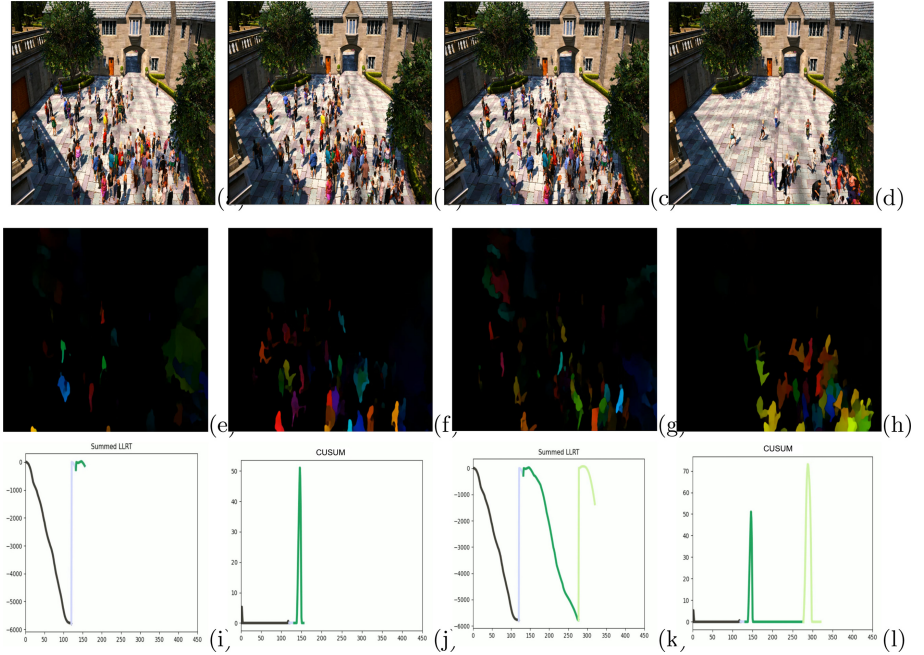 (c) (d)
(e) (f) (g) (h)
Summed LLRT CUSUM Summed LLRT CUSUM
0 −1000 −2000 −3000 −4000 −5000 −6000
0 50 100 150 200 250 300 350 400 450
(i)
50 40 30 20 10 0
0 50 100 150 200 250 300 350 400 450
(j)
0 −1000 −2000 −3000 −4000 −5000 −6000
0 50 100 150 200 250 300 350 400 450
(k)
70 60 50 40 30 20 10 0
0 50 100 150 200 250 300 350 400 450
(l)